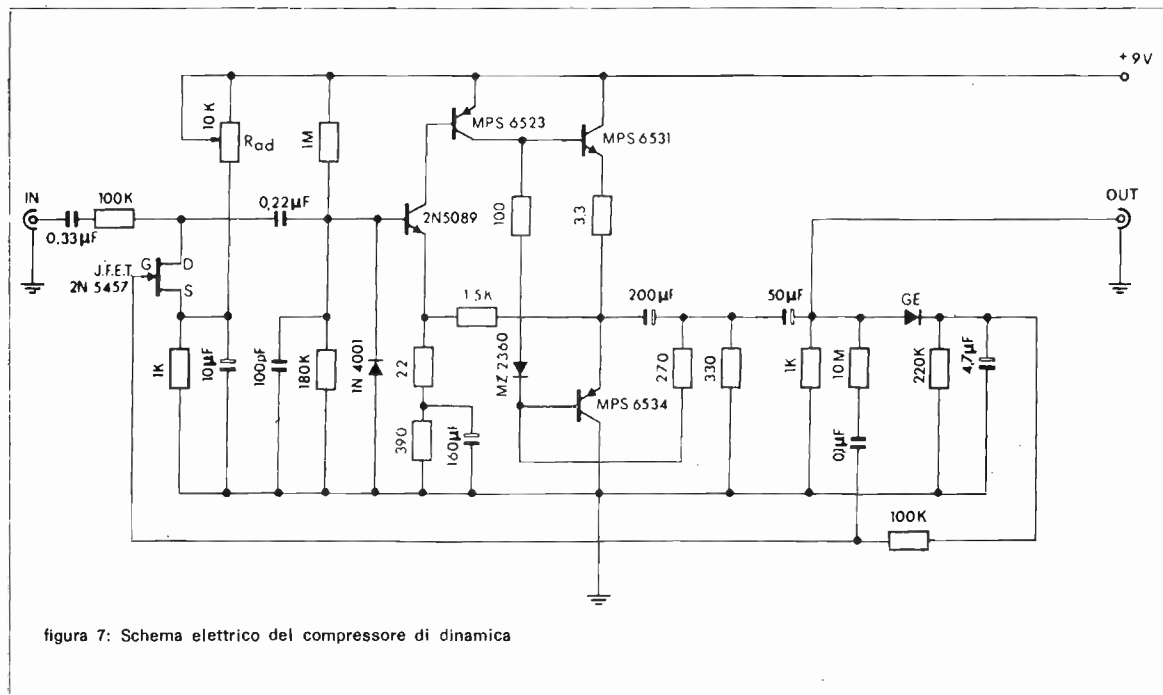 + 9V
10K
R ad
1M
MPS 6523
MPS 6531
IN
100K
0,22µF
2N5089
100
3.3
OUT
0.33µF
J.F.E.T.
2N 5457
G
D
S
1.5K
200µF
50µF
GE
1K
10µF
100pF
180K
1N 4001
22
390
160µF
MZ 2360
MPS 6534
270
330
1K
10M
0,1µF
220K
4,7µF
100K
figura 7: Schema elettrico del compressore di dinamica